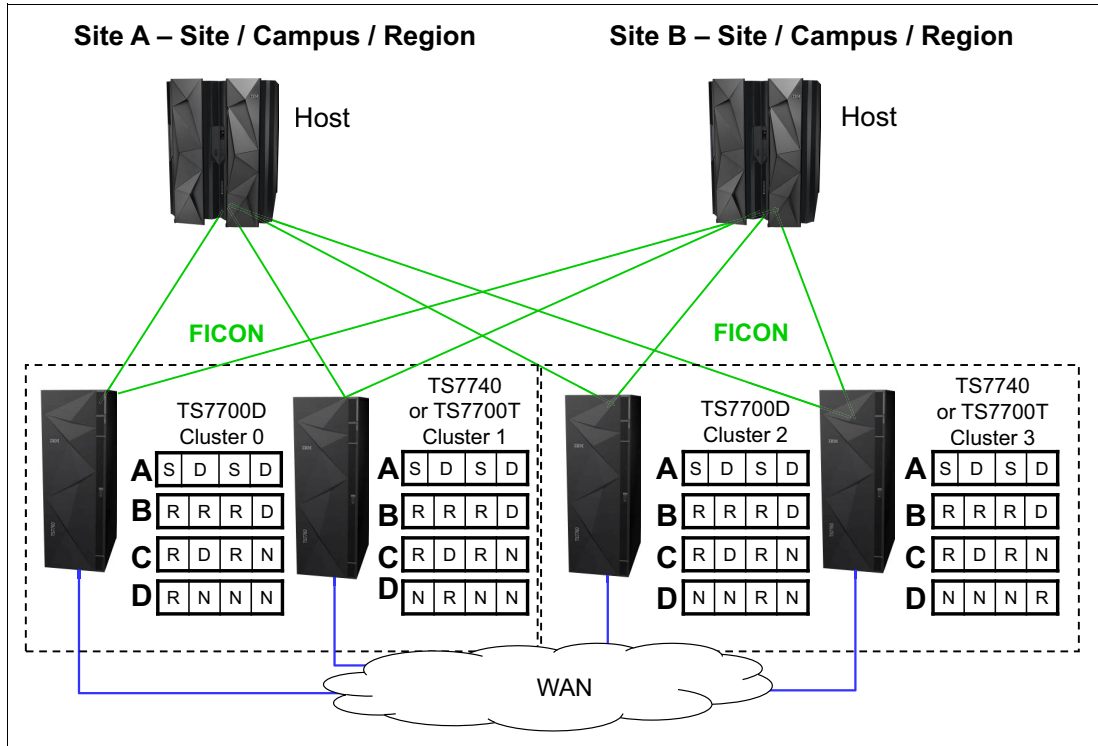 Site A – Site / Campus / Region
Site B – Site / Campus / Region
Host
Host
FICON
FICON
TS7700D
Cluster 0
A S D S D
B R R R D
C R D R N
D R N N N
TS7740
or TS7700T
Cluster 1
A S D S D
B R R R D
C R D R N
D N R N N
TS7700D
Cluster 2
A S D S D
B R R R D
C R D R N
D N N R N
TS7740
or TS7700T
Cluster 3
A S D S D
B R R R D
C R D R N
D N N N R
WAN